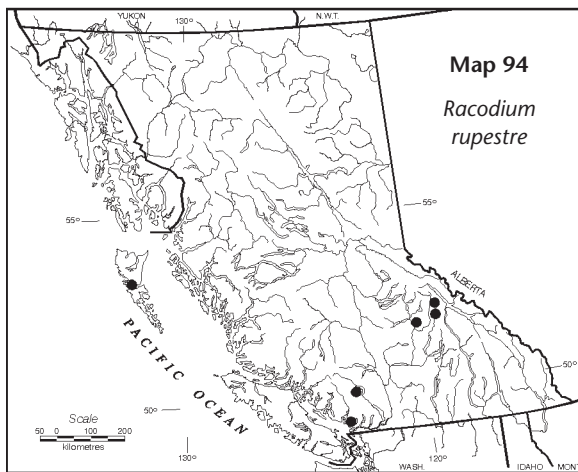 YUKON
130°
N.W.T.
Map 94
Racodium
rupestre
55°
55°
ALBERTA
PACIFIC OCEAN
50°
50°
Scale
50 0 100 200
kilometres
130°
120°
WASH.
IDAHO
MONT